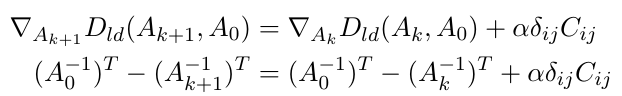 ∇_{A_{k+1}} D_{ld}(A_{k+1}, A_0) = ∇_{A_k} D_{ld}(A_k, A_0) + αδ_{ij}C_{ij}
(A_0^{-1})^T − (A_{k+1}^{-1})^T = (A_0^{-1})^T − (A_k^{-1})^T + αδ_{ij}C_{ij}